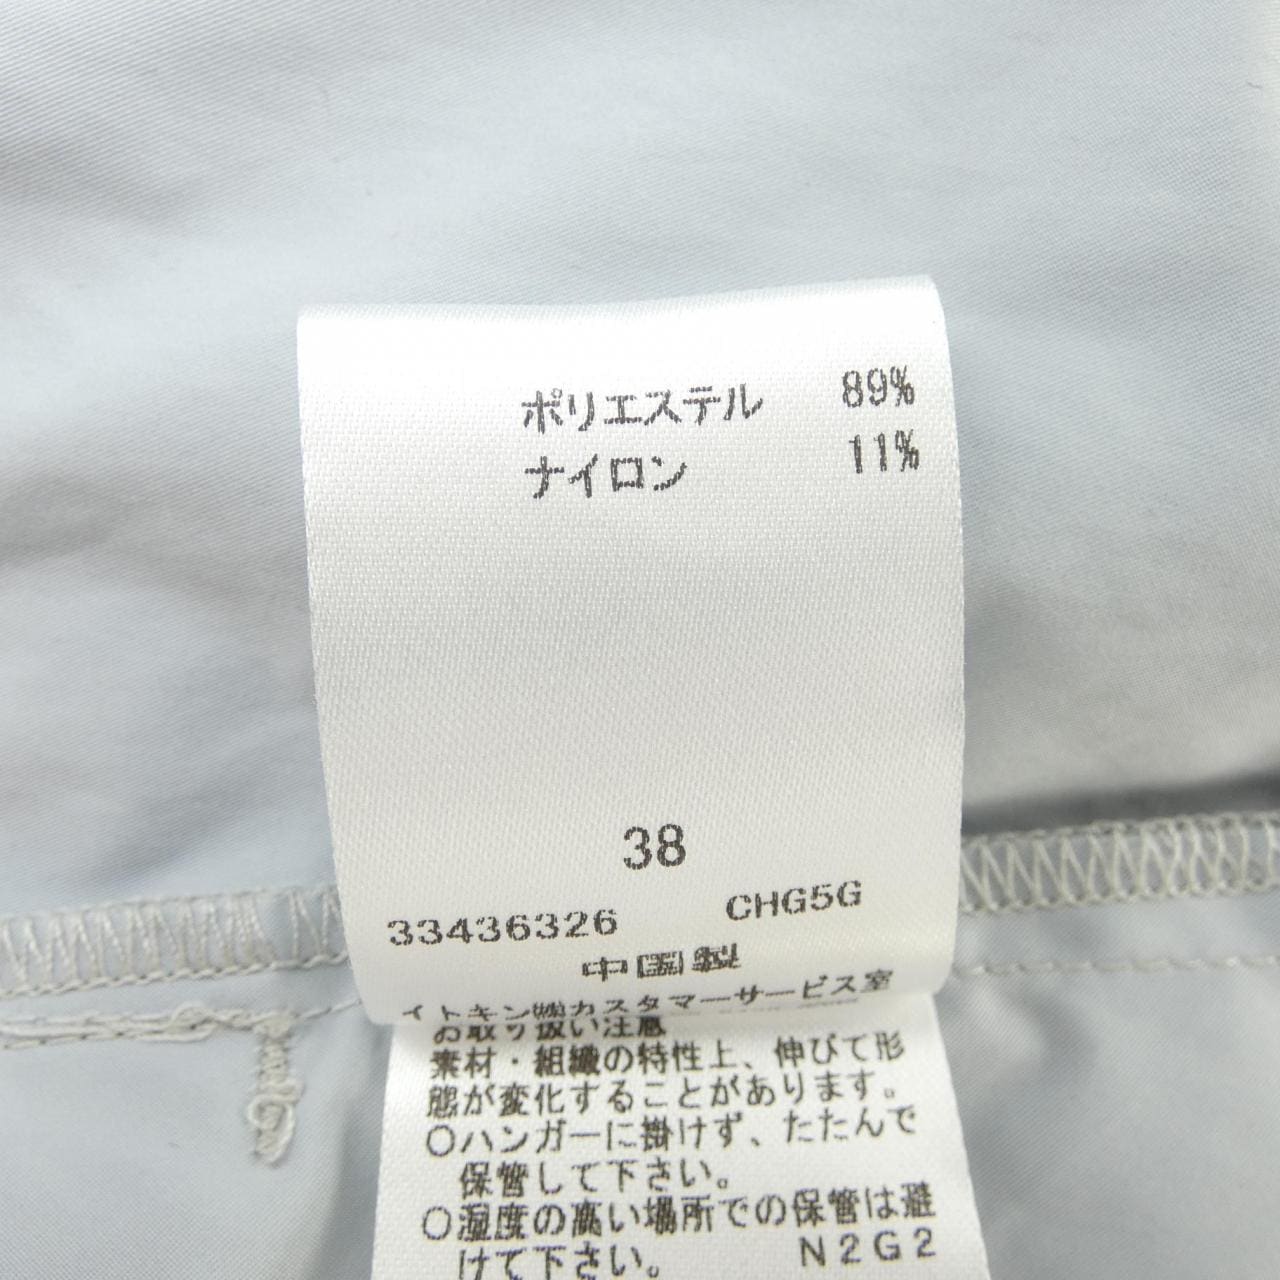 ポリエステル 89%
ナイロン 11%
38
33436326 CHG5G
中国製
イトキン㈱カスタマーサービス室
お取り扱い注意
素材・組織の特性上、伸びて形
態が変化することがあります。
○ハンガーに掛けず、たたんで
保管して下さい。
○湿度の高い場所での保管は避
けて下さい。 N2G2